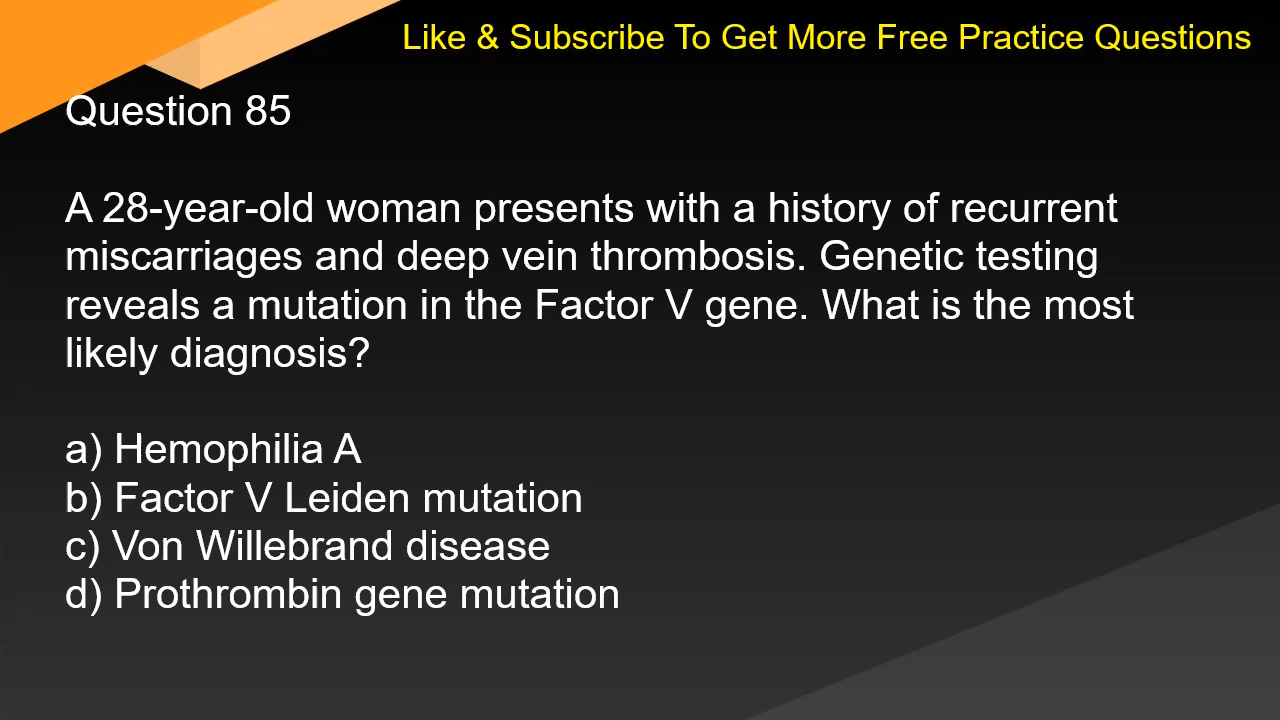 Like & Subscribe To Get More Free Practice Questions
Question 85
A 28-year-old woman presents with a history of recurrent
miscarriages and deep vein thrombosis. Genetic testing
reveals a mutation in the Factor V gene. What is the most
likely diagnosis?
a) Hemophilia A
b) Factor V Leiden mutation
c) Von Willebrand disease
d) Prothrombin gene mutation